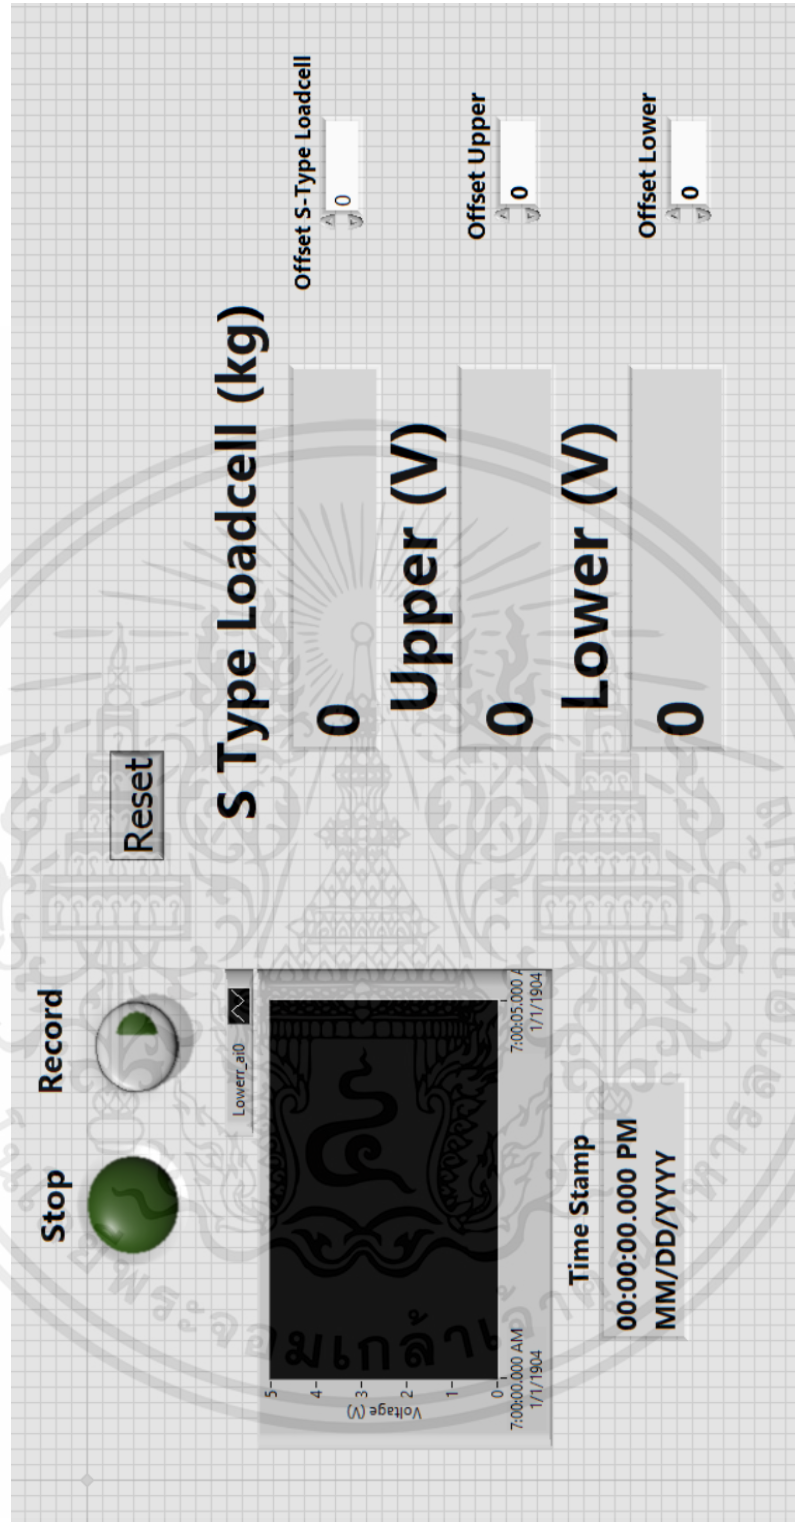 Stop
Record
Reset
Lowerr_ai0
Voltage (V)
5
4
3
2
1
0
7:00:00.000 AM
1/1/1904
7:00:05.000 A
1/1/1904
Time Stamp
00:00:00.000 PM
MM/DD/YYYY
S Type Loadcell (kg)
0
Upper (V)
0
Lower (V)
0
Offset S-Type Loadcell
0
Offset Upper
0
Offset Lower
0